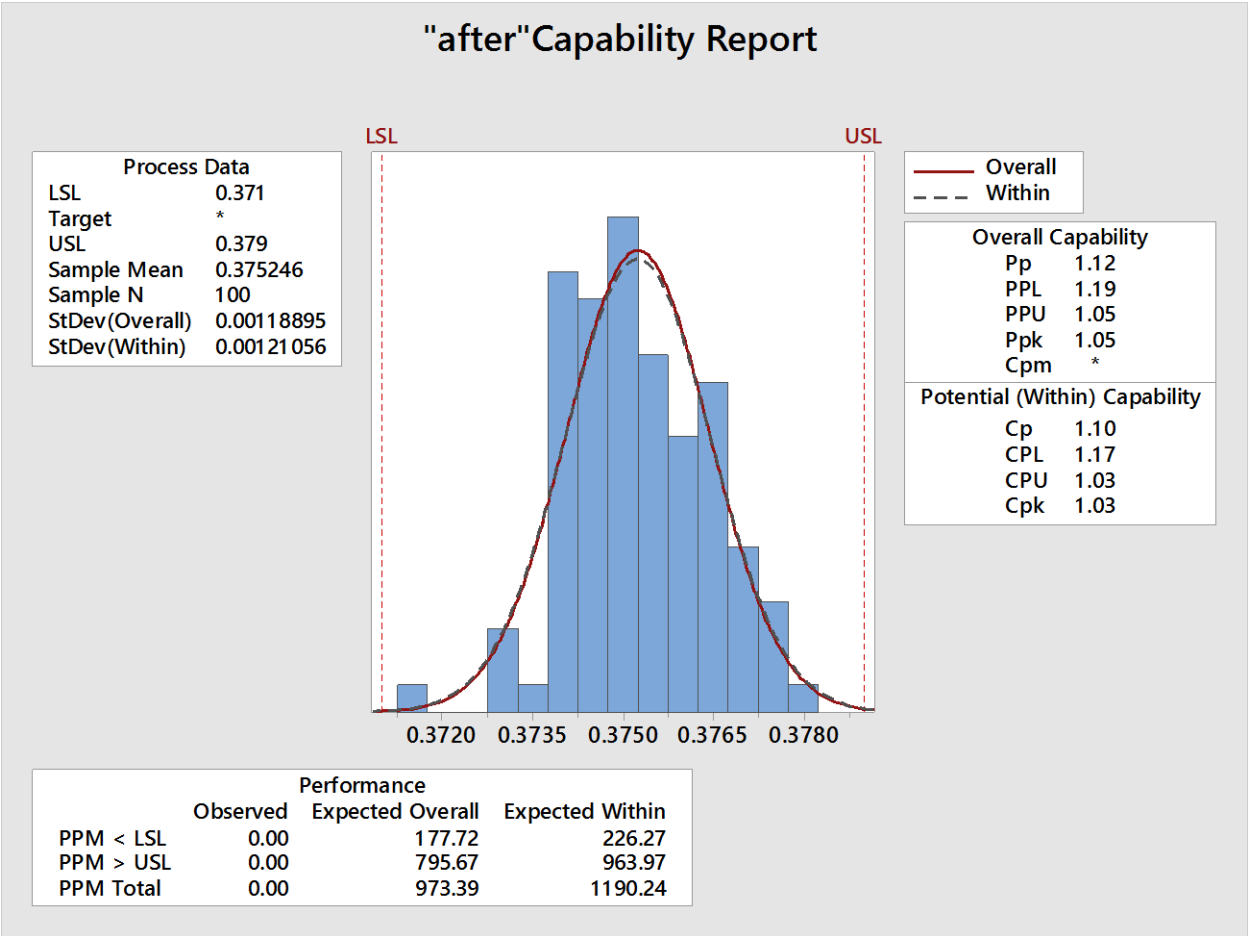 "after"Capability Report
LSL USL
Process Data
LSL 0.371
Target *
USL 0.379
Sample Mean 0.375246
Sample N 100
StDev(Overall) 0.00118895
StDev(Within) 0.00121056
Overall
Within
Overall Capability
Pp 1.12
PPL 1.19
PPU 1.05
Ppk 1.05
Cpm *
Potential (Within) Capability
Cp 1.10
CPL 1.17
CPU 1.03
Cpk 1.03
0.3720 0.3735 0.3750 0.3765 0.3780
Performance
Observed Expected Overall Expected Within
PPM < LSL 0.00 177.72 226.27
PPM > USL 0.00 795.67 963.97
PPM Total 0.00 973.39 1190.24